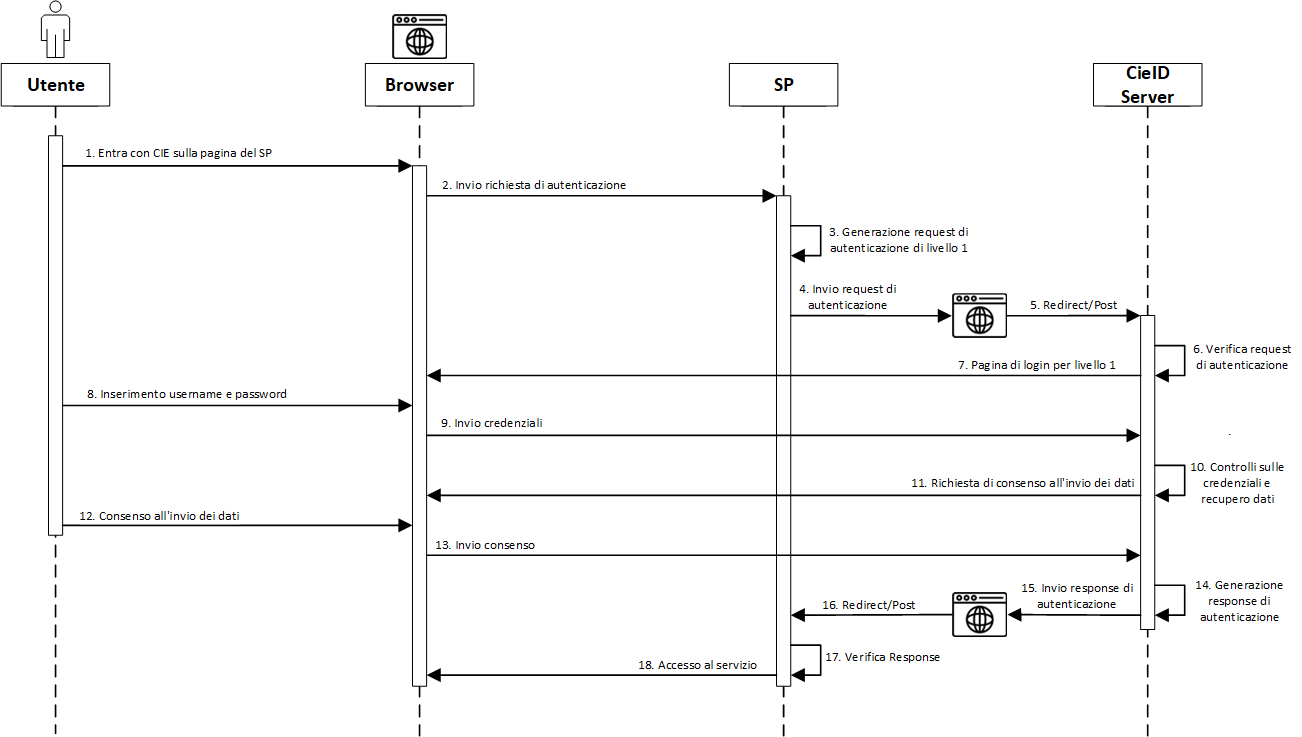 Utente
Browser
SP
CieID
Server
1. Entra con CIE sulla pagina del SP
2. Invio richiesta di autenticazione
3. Generazione request di
autenticazione di livello 1
4. Invio request di
autenticazione
5. Redirect/Post
6. Verifica request
di autenticazione
7. Pagina di login per livello 1
8. Inserimento username e password
9. Invio credenziali
10. Controlli sulle
credenziali e
recupero dati
11. Richiesta di consenso all'invio dei dati
12. Consenso all'invio dei dati
13. Invio consenso
14. Generazione
response di
autenticazione
15. Invio response di
autenticazione
16. Redirect/Post
17. Verifica Response
18. Accesso al servizio